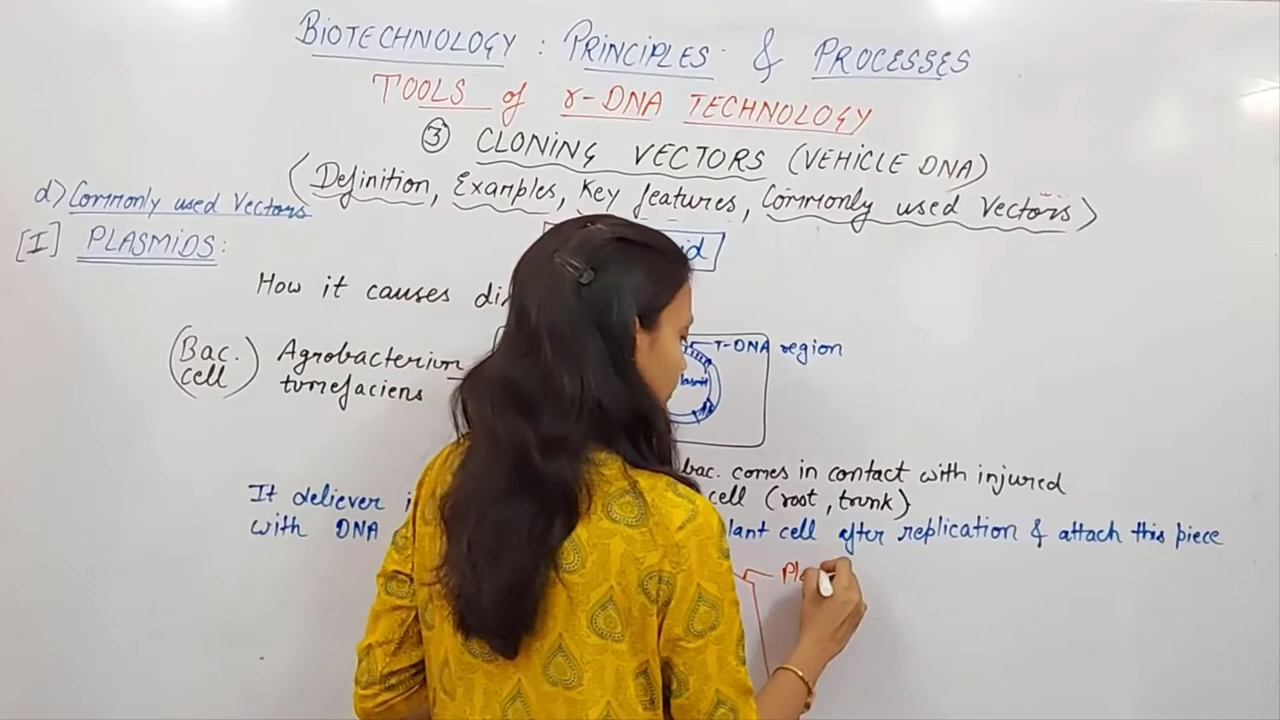 BIOTECHNOLOGY : PRINCIPLES & PROCESSES
TOOLS of r-DNA TECHNOLOGY
③ CLONING VECTORS (VEHICLE DNA)
(Definition, Examples, Key features, Commonly used Vectors)
d) Commonly used Vectors
[I] PLASMIDS:
How it causes
(Bac. cell) Agrobacterium
tumefaciens
T-DNA region
bac. comes in contact with injured
cell (root, trunk)
It deliever
with DNA
cell after replication & attach this piece